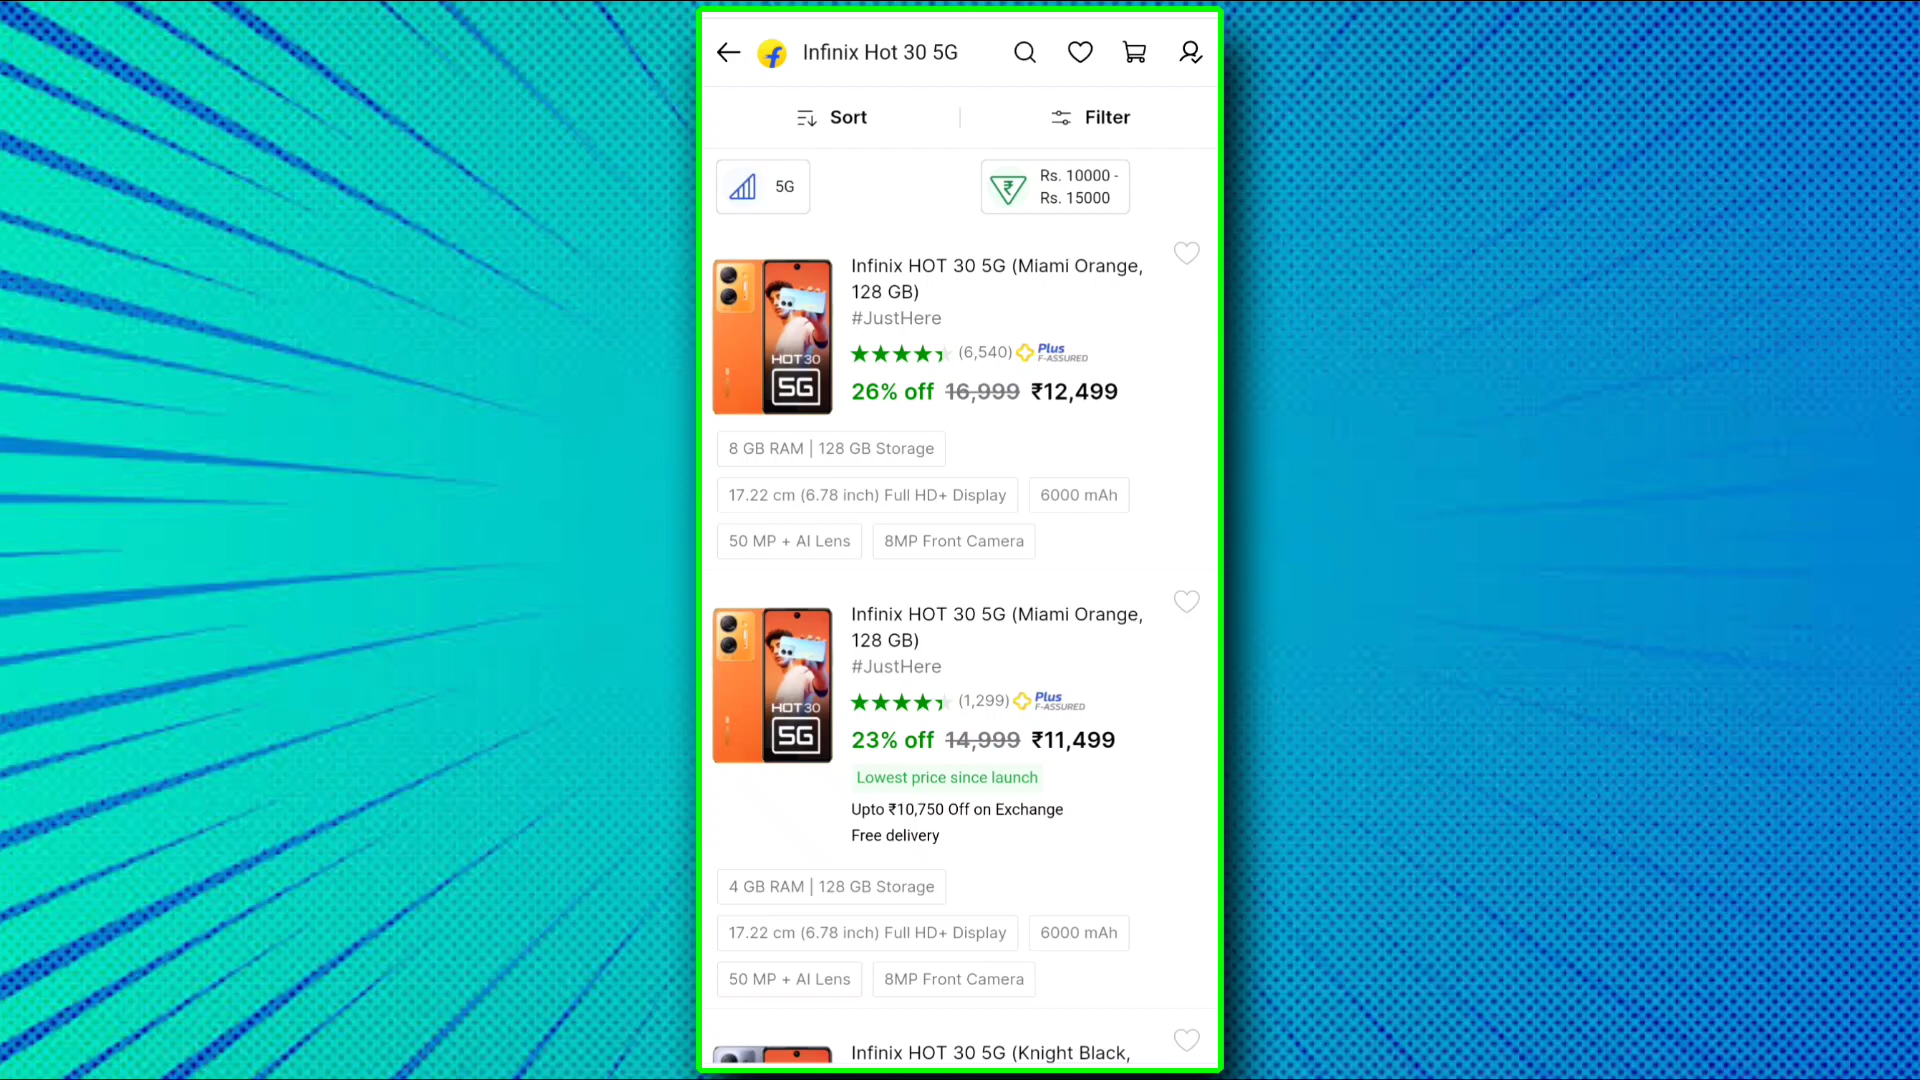 Infinix Hot 30 5G
Sort
Filter
5G
Rs. 10000 -
Rs. 15000
Infinix HOT 30 5G (Miami Orange,
128 GB)
#JustHere
(6,540) Plus
F-ASSURED
26% off 16,999 ₹12,499
HOT 30
5G
8 GB RAM | 128 GB Storage
17.22 cm (6.78 inch) Full HD+ Display
6000 mAh
50 MP + AI Lens
8MP Front Camera
Infinix HOT 30 5G (Miami Orange,
128 GB)
#JustHere
(1,299) Plus
F-ASSURED
23% off 14,999 ₹11,499
HOT 30
5G
Lowest price since launch
Upto ₹10,750 Off on Exchange
Free delivery
4 GB RAM | 128 GB Storage
17.22 cm (6.78 inch) Full HD+ Display
6000 mAh
50 MP + AI Lens
8MP Front Camera
Infinix HOT 30 5G (Knight Black,